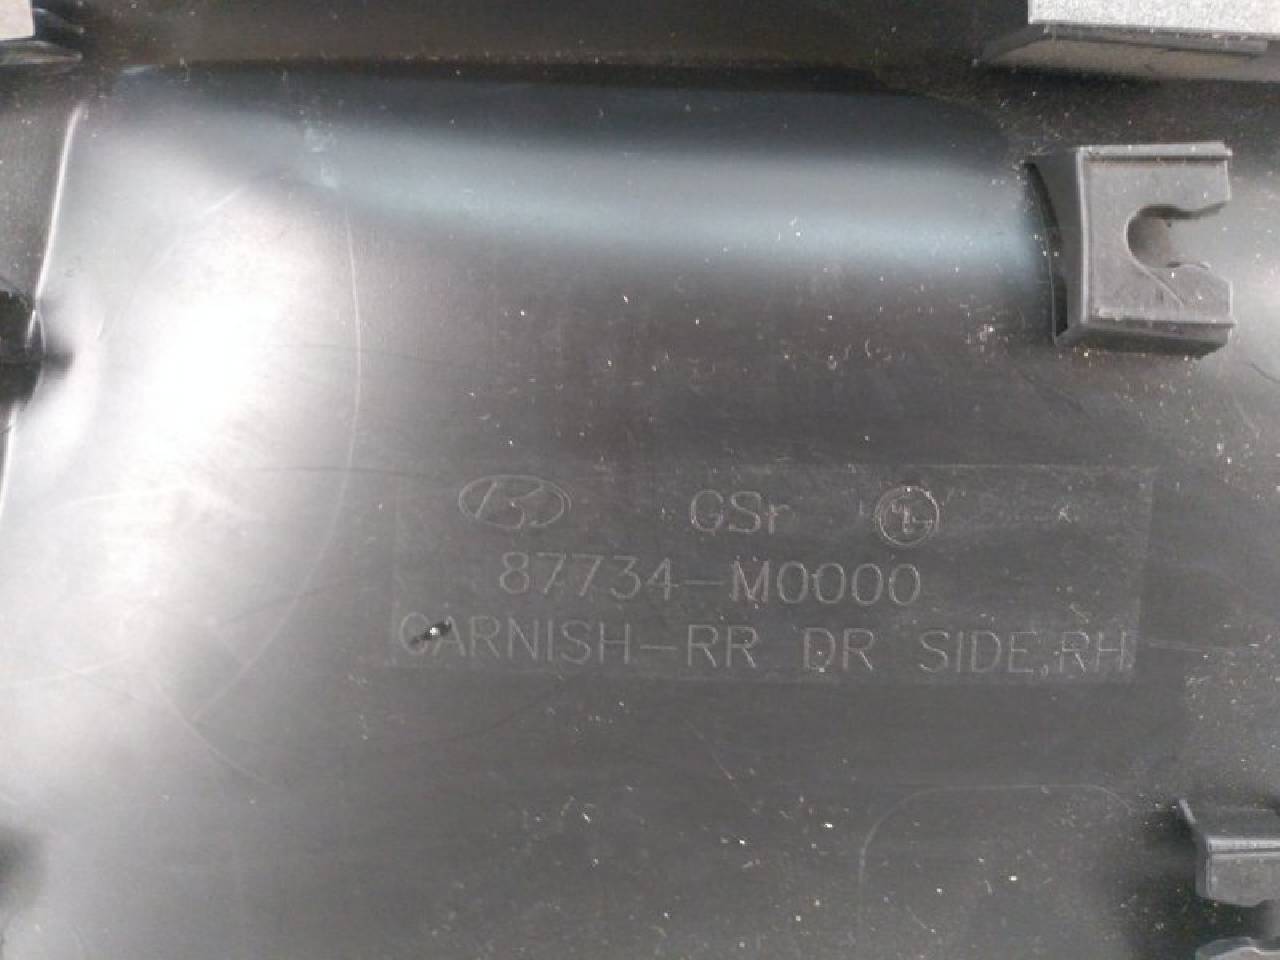 GSr
87734-M0000
GARNISH-RR DR SIDE,RH